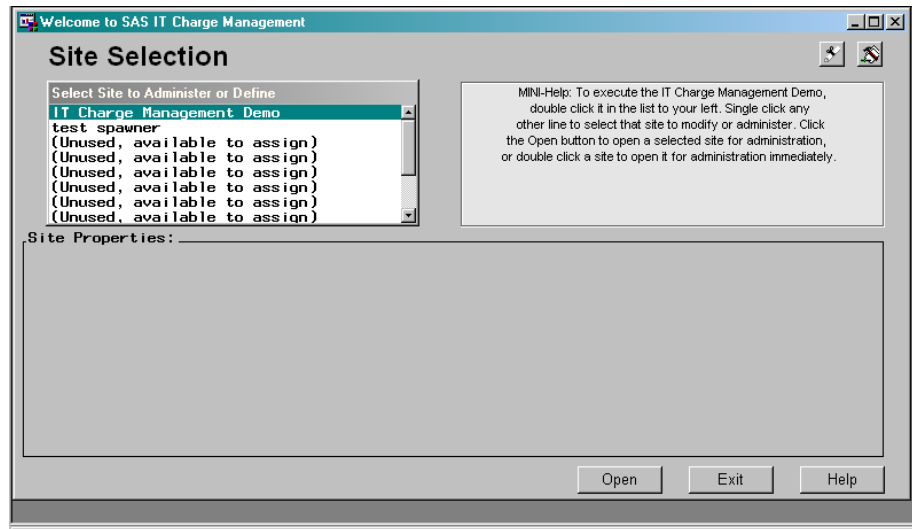 Welcome to SAS IT Charge Management
Site Selection
Select Site to Administer or Define
IT Charge Management Demo
test spawner
(Unused, available to assign)
(Unused, available to assign)
(Unused, available to assign)
(Unused, available to assign)
(Unused, available to assign)
(Unused, available to assign)
MINI-Help: To execute the IT Charge Management Demo,
double click it in the list to your left. Single click any
other line to select that site to modify or administer. Click
the Open button to open a selected site for administration,
or double click a site to open it for administration immediately.
Site Properties:
Open
Exit
Help